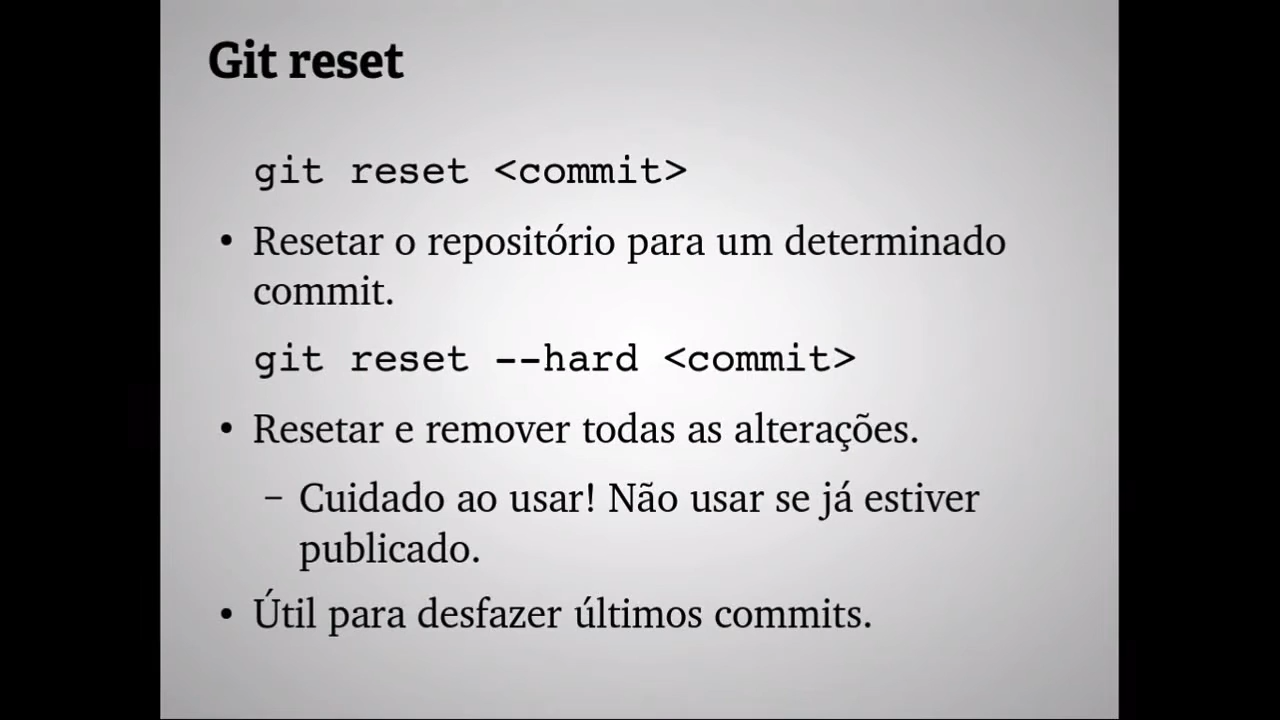 Git reset
git reset <commit>
• Resetar o repositório para um determinado
commit.
git reset --hard <commit>
• Resetar e remover todas as alterações.
– Cuidado ao usar! Não usar se já estiver
publicado.
• Útil para desfazer últimos commits.